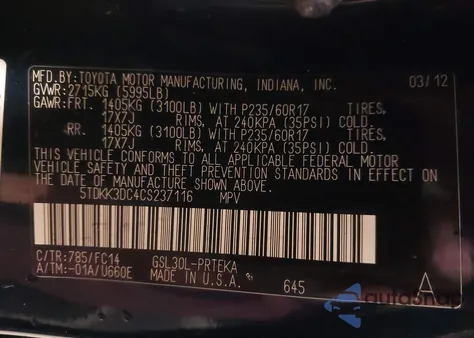 MFD.BY:TOYOTA MOTOR MANUFACTURING, INDIANA, INC. 03/12
GVWR: 2715KG (5995LB)
GAWR:FRT. 1405KG (3100LB) WITH P235/60R17 TIRES,
17X7J RIMS, AT 240KPA (35PSI) COLD.
RR. 1405KG (3100LB) WITH P235/60R17 TIRES,
17X7J RIMS, AT 240KPA (35PSI) COLD.
THIS VEHICLE CONFORMS TO ALL APPLICABLE FEDERAL MOTOR
VEHICLE SAFETY AND THEFT PREVENTION STANDARDS IN EFFECT ON
THE DATE OF MANUFACTURE SHOWN ABOVE.
5TDKK3DC4CS237116 MPV
C/TR:785/FC14 GSL30L-PRTEKA A
A/TM:-01A/U660E MADE IN U.S.A. 645
autoSnap